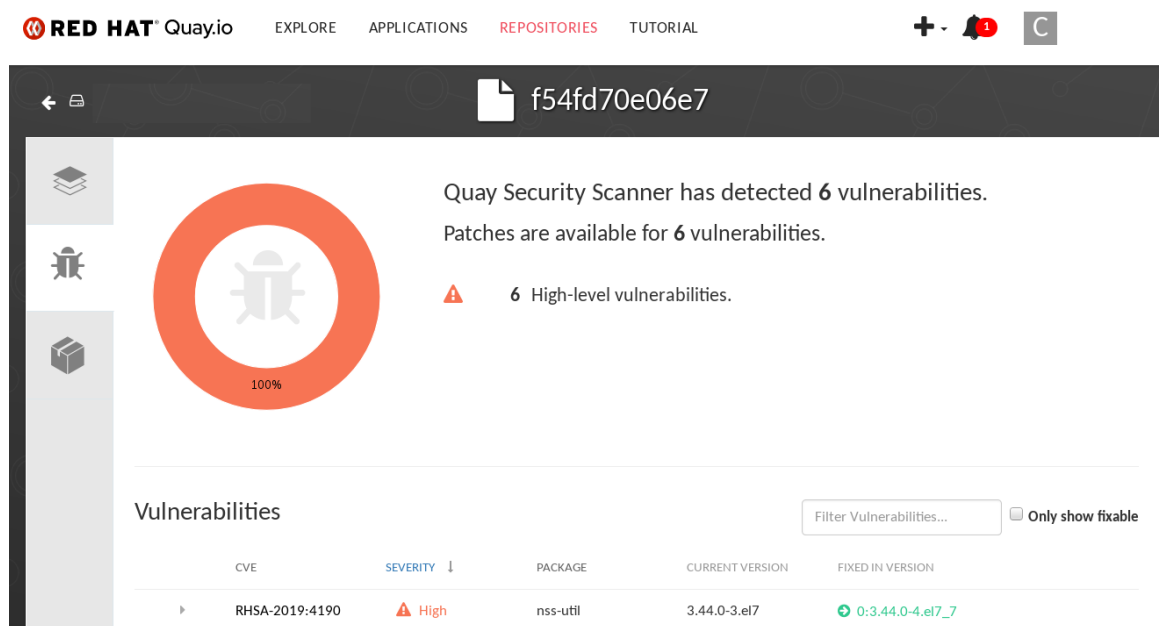 RED HAT® Quay.io EXPLORE APPLICATIONS REPOSITORIES TUTORIAL 1 C
f54fd70e06e7
Quay Security Scanner has detected 6 vulnerabilities.
Patches are available for 6 vulnerabilities.
6 High-level vulnerabilities.
100%
Vulnerabilities Filter Vulnerabilities... Only show fixable
CVE SEVERITY PACKAGE CURRENT VERSION FIXED IN VERSION
RHSA-2019:4190 High nss-util 3.44.0-3.el7 0:3.44.0-4.el7_7